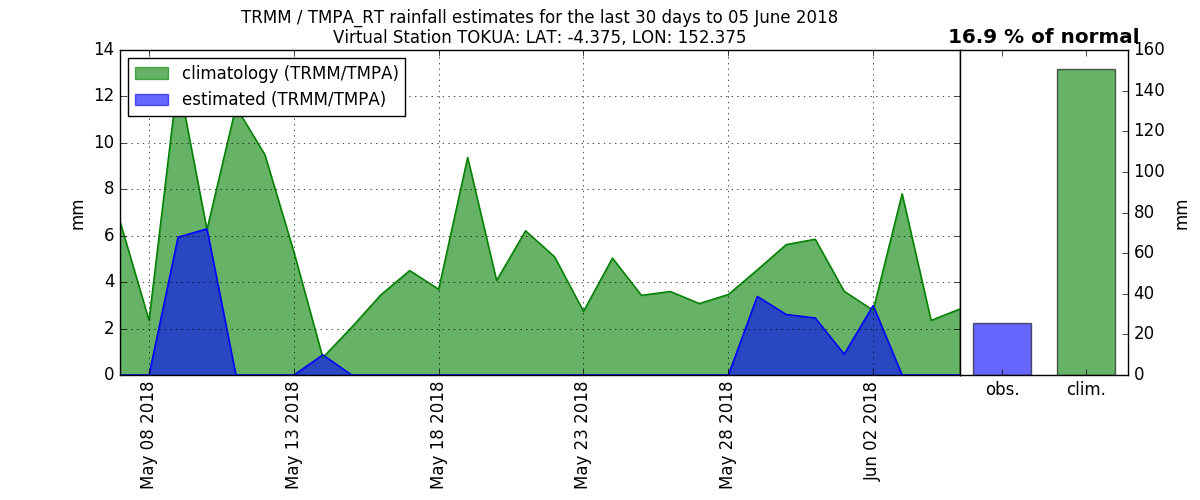 TRMM / TMPA_RT rainfall estimates for the last 30 days to 05 June 2018
Virtual Station TOKUA: LAT: -4.375, LON: 152.375
16.9 % of normal
climatology (TRMM/TMPA)
estimated (TRMM/TMPA)
14
12
10
8
6
4
2
0
mm
May 08 2018
May 13 2018
May 18 2018
May 23 2018
May 28 2018
Jun 02 2018
obs.
clim.
160
140
120
100
80
60
40
20
0
mm